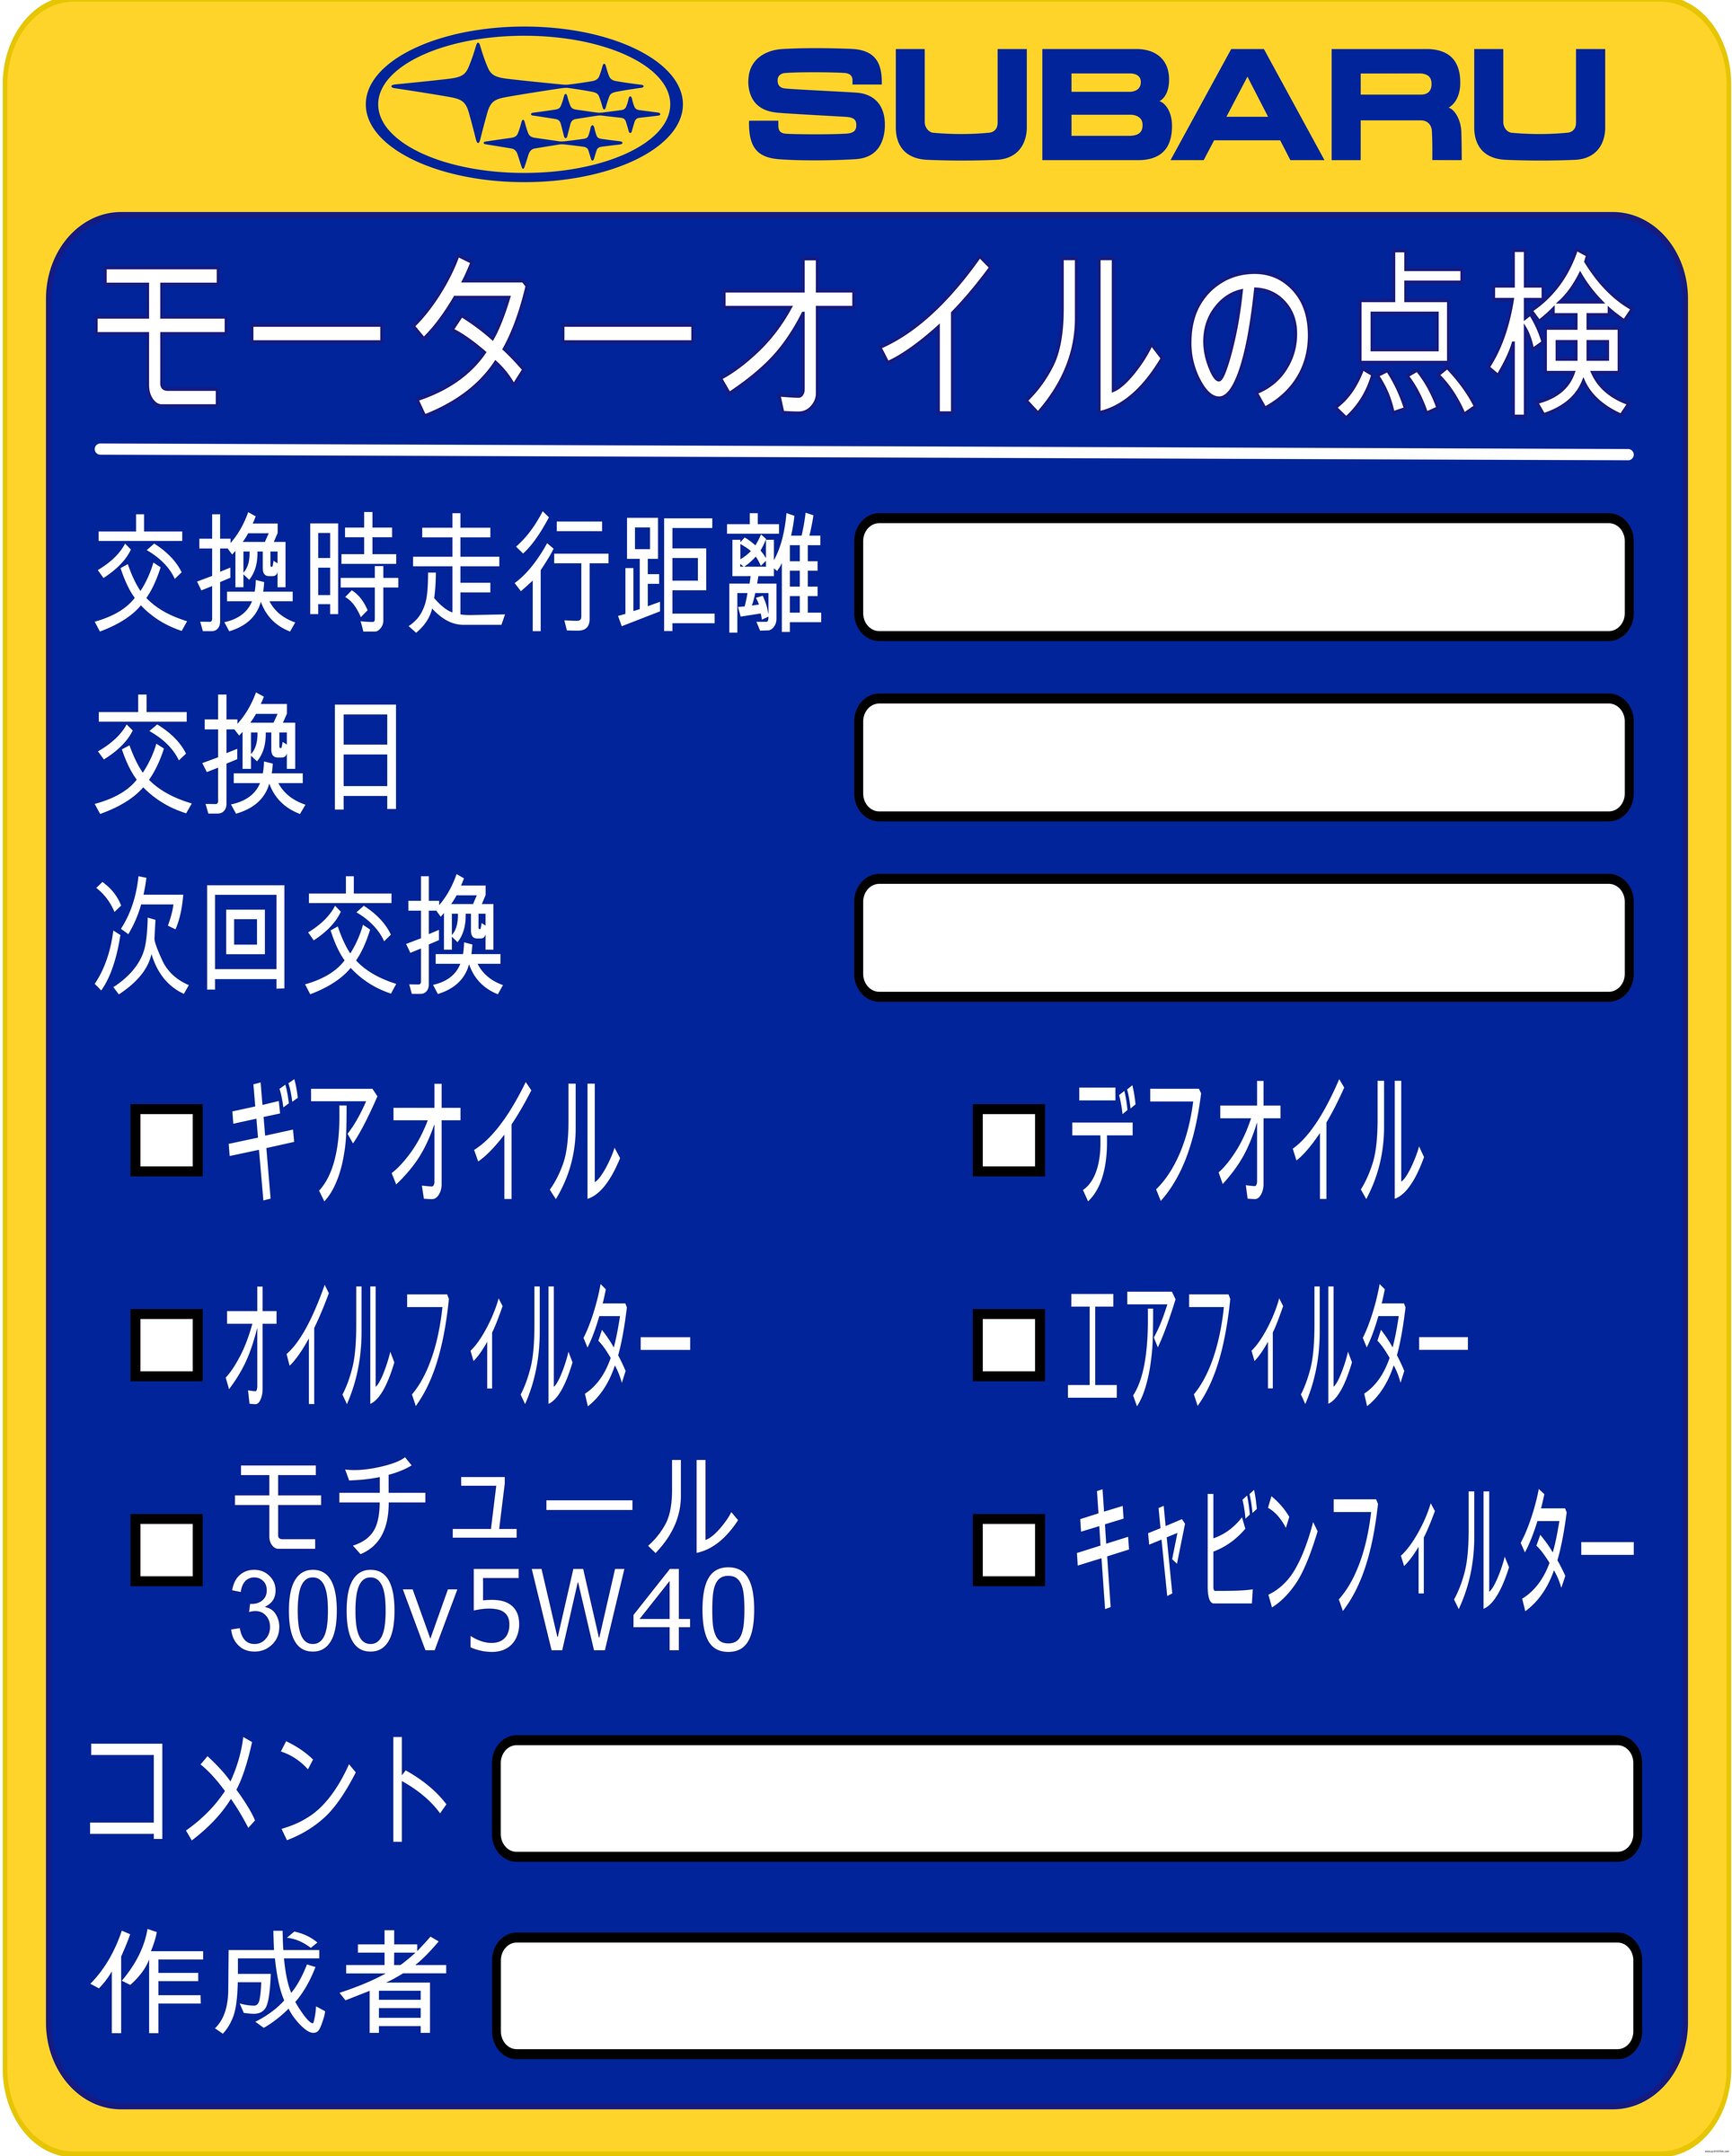 SUBARU
モーターオイルの点検
交換時走行距離
交換日
次回交換
ギアオイル
デフオイル
オイルフィルター
エアフィルター
モチュール
300v5W40
キャビンフィルター
コメント
作成者